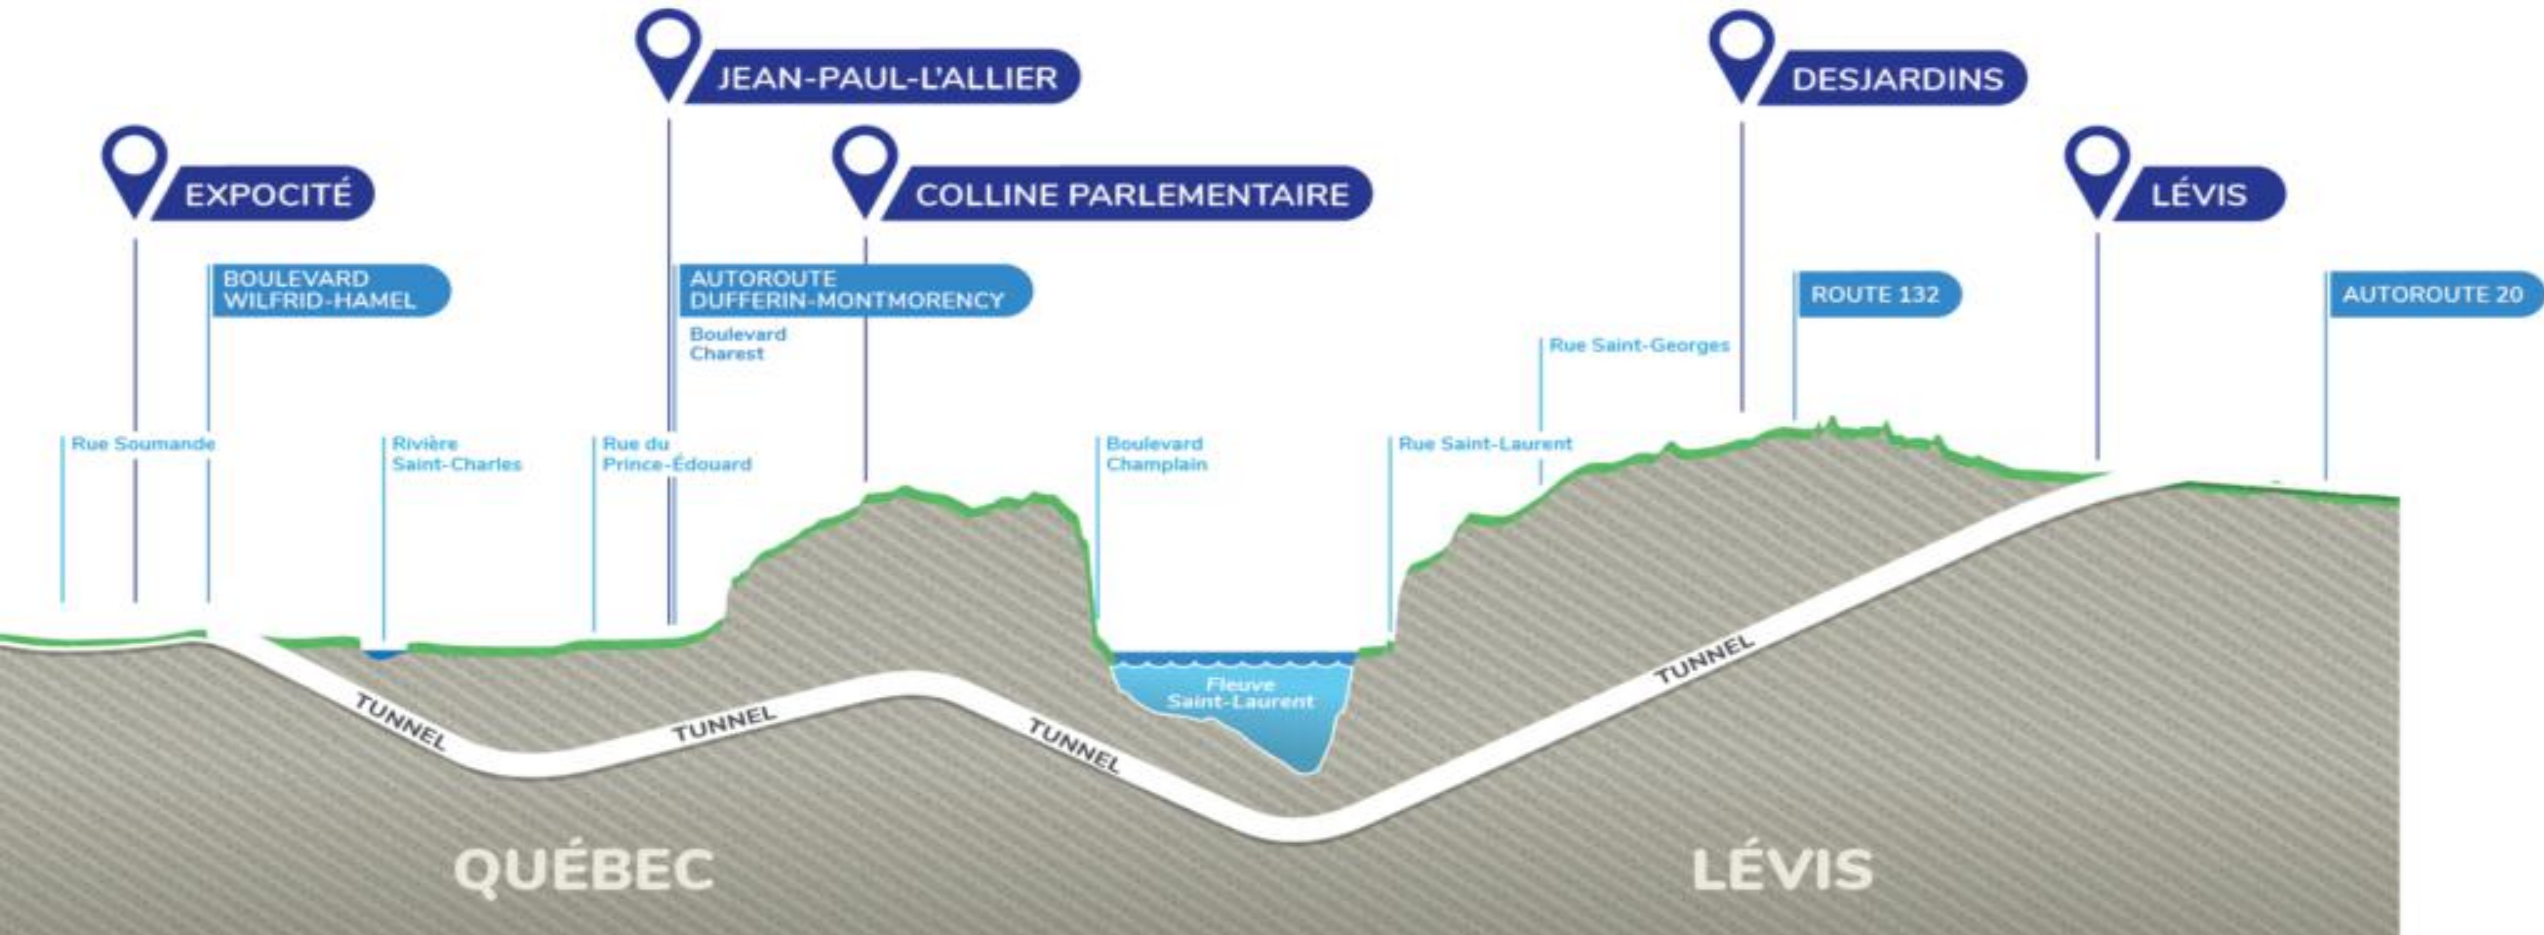 JEAN-PAUL-L'ALLIER
DESJARDINS
EXPOCITÉ
COLLINE PARLEMENTAIRE
LÉVIS
BOULEVARD
WILFRID-HAMEL
AUTOROUTE
DUFFERIN-MONTMORENCY
ROUTE 132
AUTOROUTE 20
Boulevard
Charest
Rue Saint-Georges
Rue Soumande
Rivière
Saint-Charles
Rue du
Prince-Édouard
Boulevard
Champlain
Rue Saint-Laurent
Fleuve
Saint-Laurent
TUNNEL
TUNNEL
TUNNEL
TUNNEL
QUÉBEC
LÉVIS